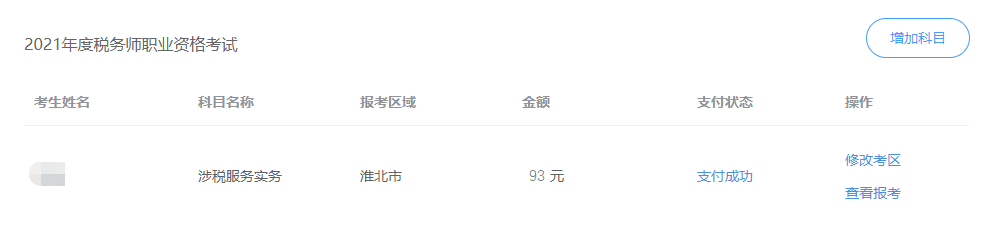 2021年度税务师职业资格考试
增加科目
考生姓名 科目名称 报考区域 金额 支付状态 操作
涉税服务实务 淮北市 93 元 支付成功 修改考区
查看报考